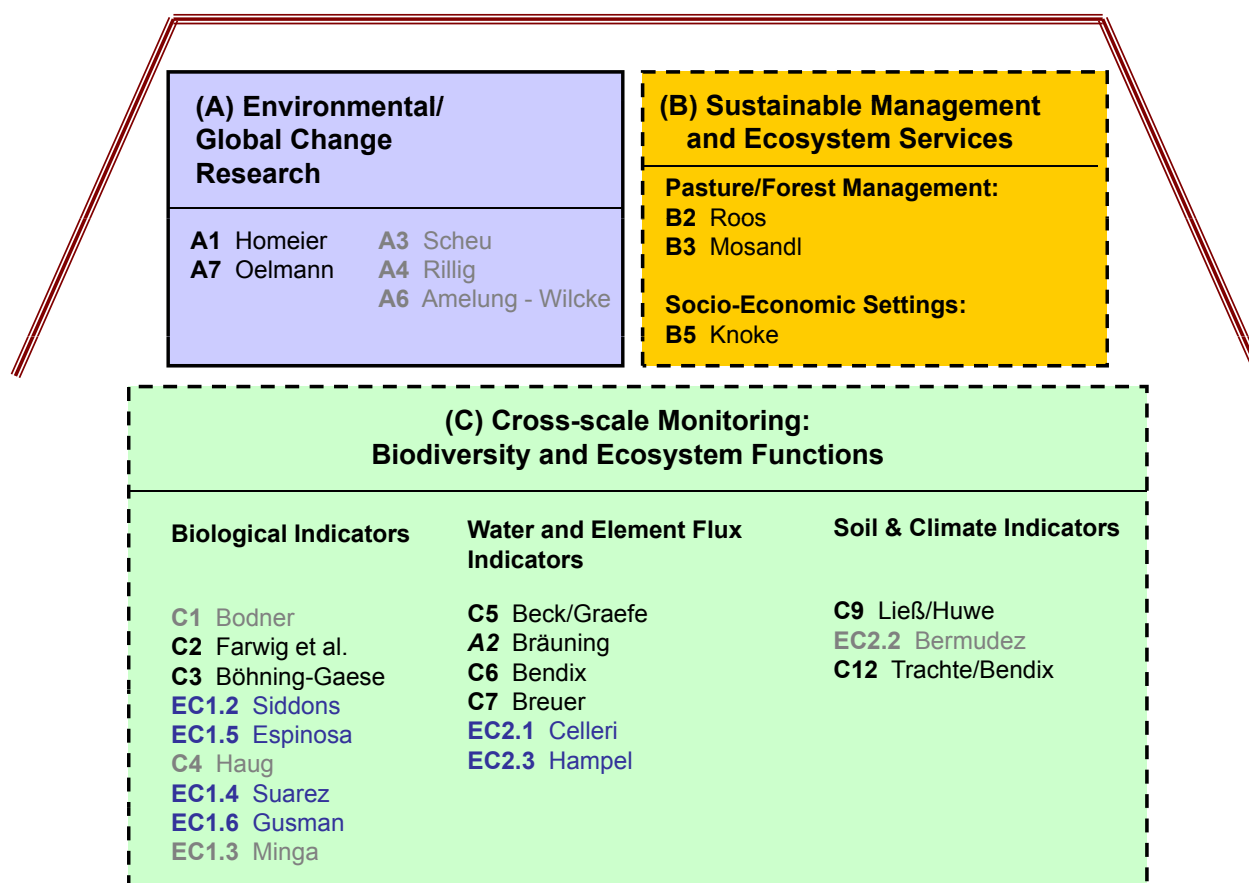 (A) Environmental/
Global Change
Research
A1 Homeier
A7 Oelmann
A3 Scheu
A4 Rillig
A6 Amelung - Wilcke
(B) Sustainable Management
and Ecosystem Services
Pasture/Forest Management:
B2 Roos
B3 Mosandl
Socio-Economic Settings:
B5 Knoke
(C) Cross-scale Monitoring:
Biodiversity and Ecosystem Functions
Biological Indicators
C1 Bodner
C2 Farwig et al.
C3 Böhning-Gaese
EC1.2 Siddons
EC1.5 Espinosa
C4 Haug
EC1.4 Suarez
EC1.6 Gusman
EC1.3 Minga
Water and Element Flux
Indicators
C5 Beck/Graefe
A2 Bräuning
C6 Bendix
C7 Breuer
EC2.1 Celleri
EC2.3 Hampel
Soil & Climate Indicators
C9 Ließ/Huwe
EC2.2 Bermudez
C12 Trachte/Bendix